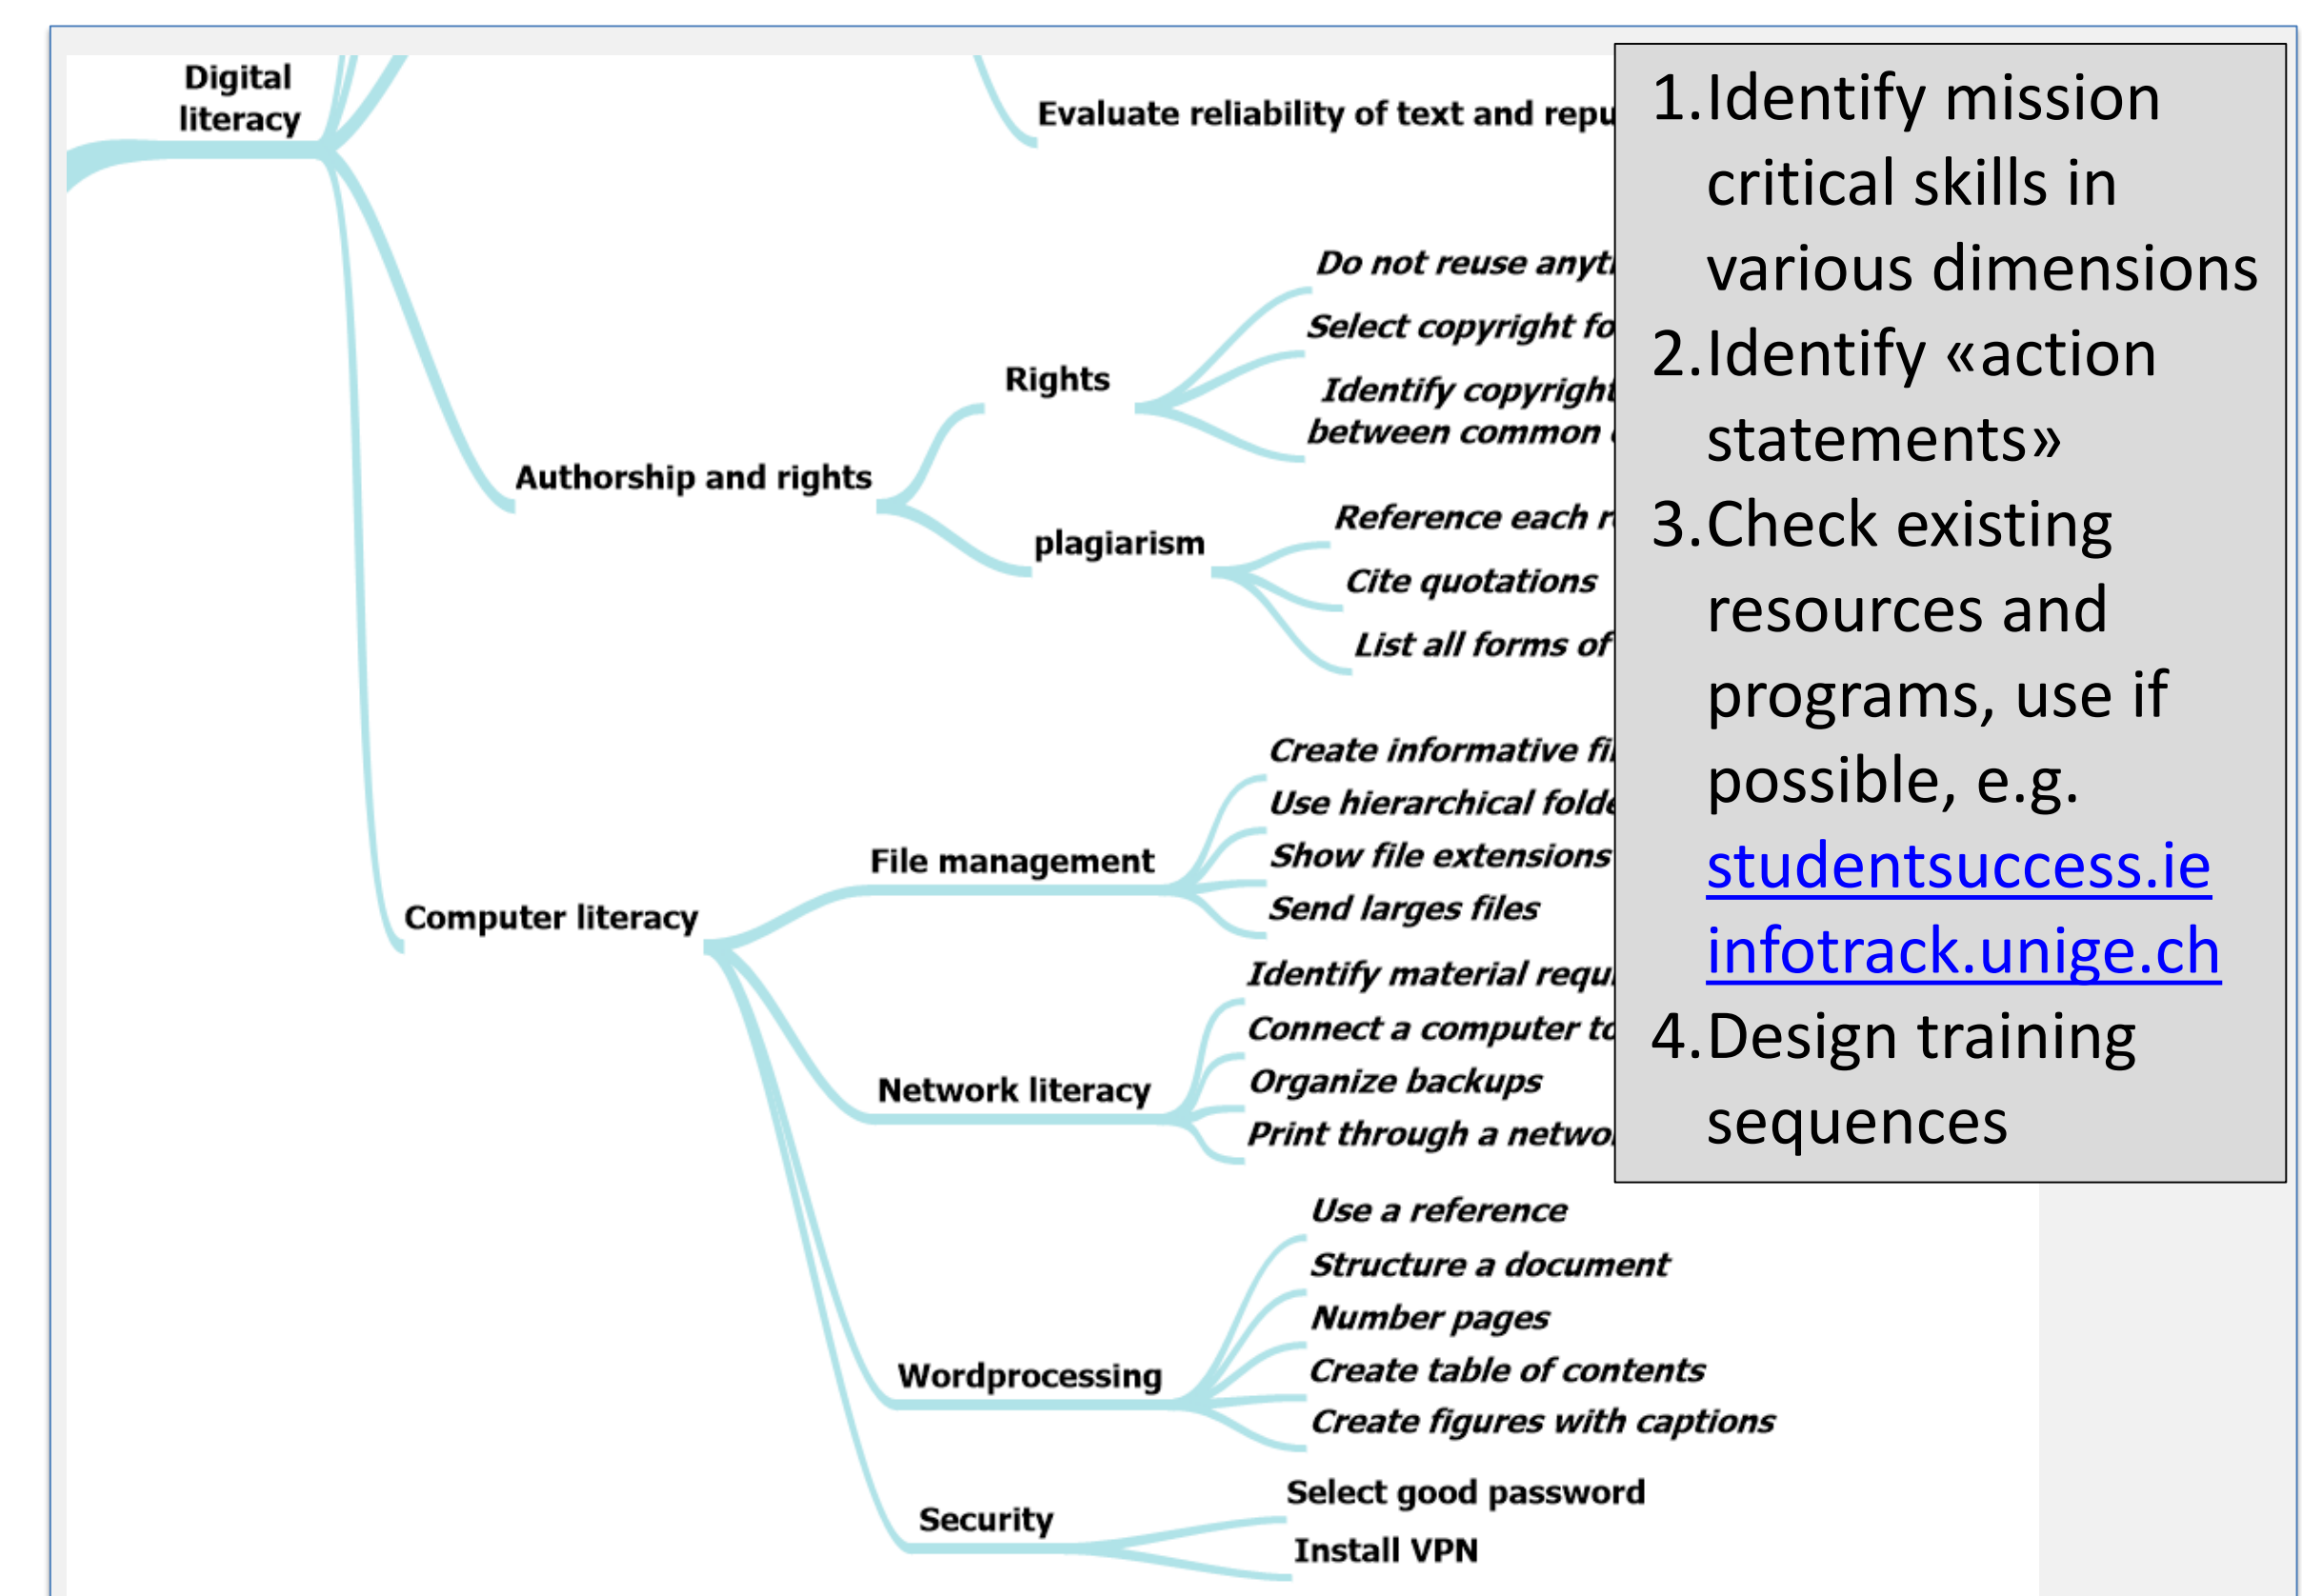 Digital
literacy
Evaluate reliability of text and repu
Rights
Do not reuse anyt
Select copyright fo
Identify copyright
between common
Authorship and rights
plagiarism
Reference each r
Cite quotations
List all forms of
Computer literacy
File management
Create informative fil
Use hierarchical folde
Show file extensions
Send larges files
Network literacy
Identify material requi
Connect a computer to
Organize backups
Print through a networ
Wordprocessing
Use a reference
Structure a document
Number pages
Create table of contents
Create figures with captions
Security
Select good password
Install VPN
1.Identify mission
critical skills in
various dimensions
2.Identify «action
statements»
3.Check existing
resources and
programs, use if
possible, e.g.
studentsuccess.ie
infotrack.unige.ch
4.Design training
sequences